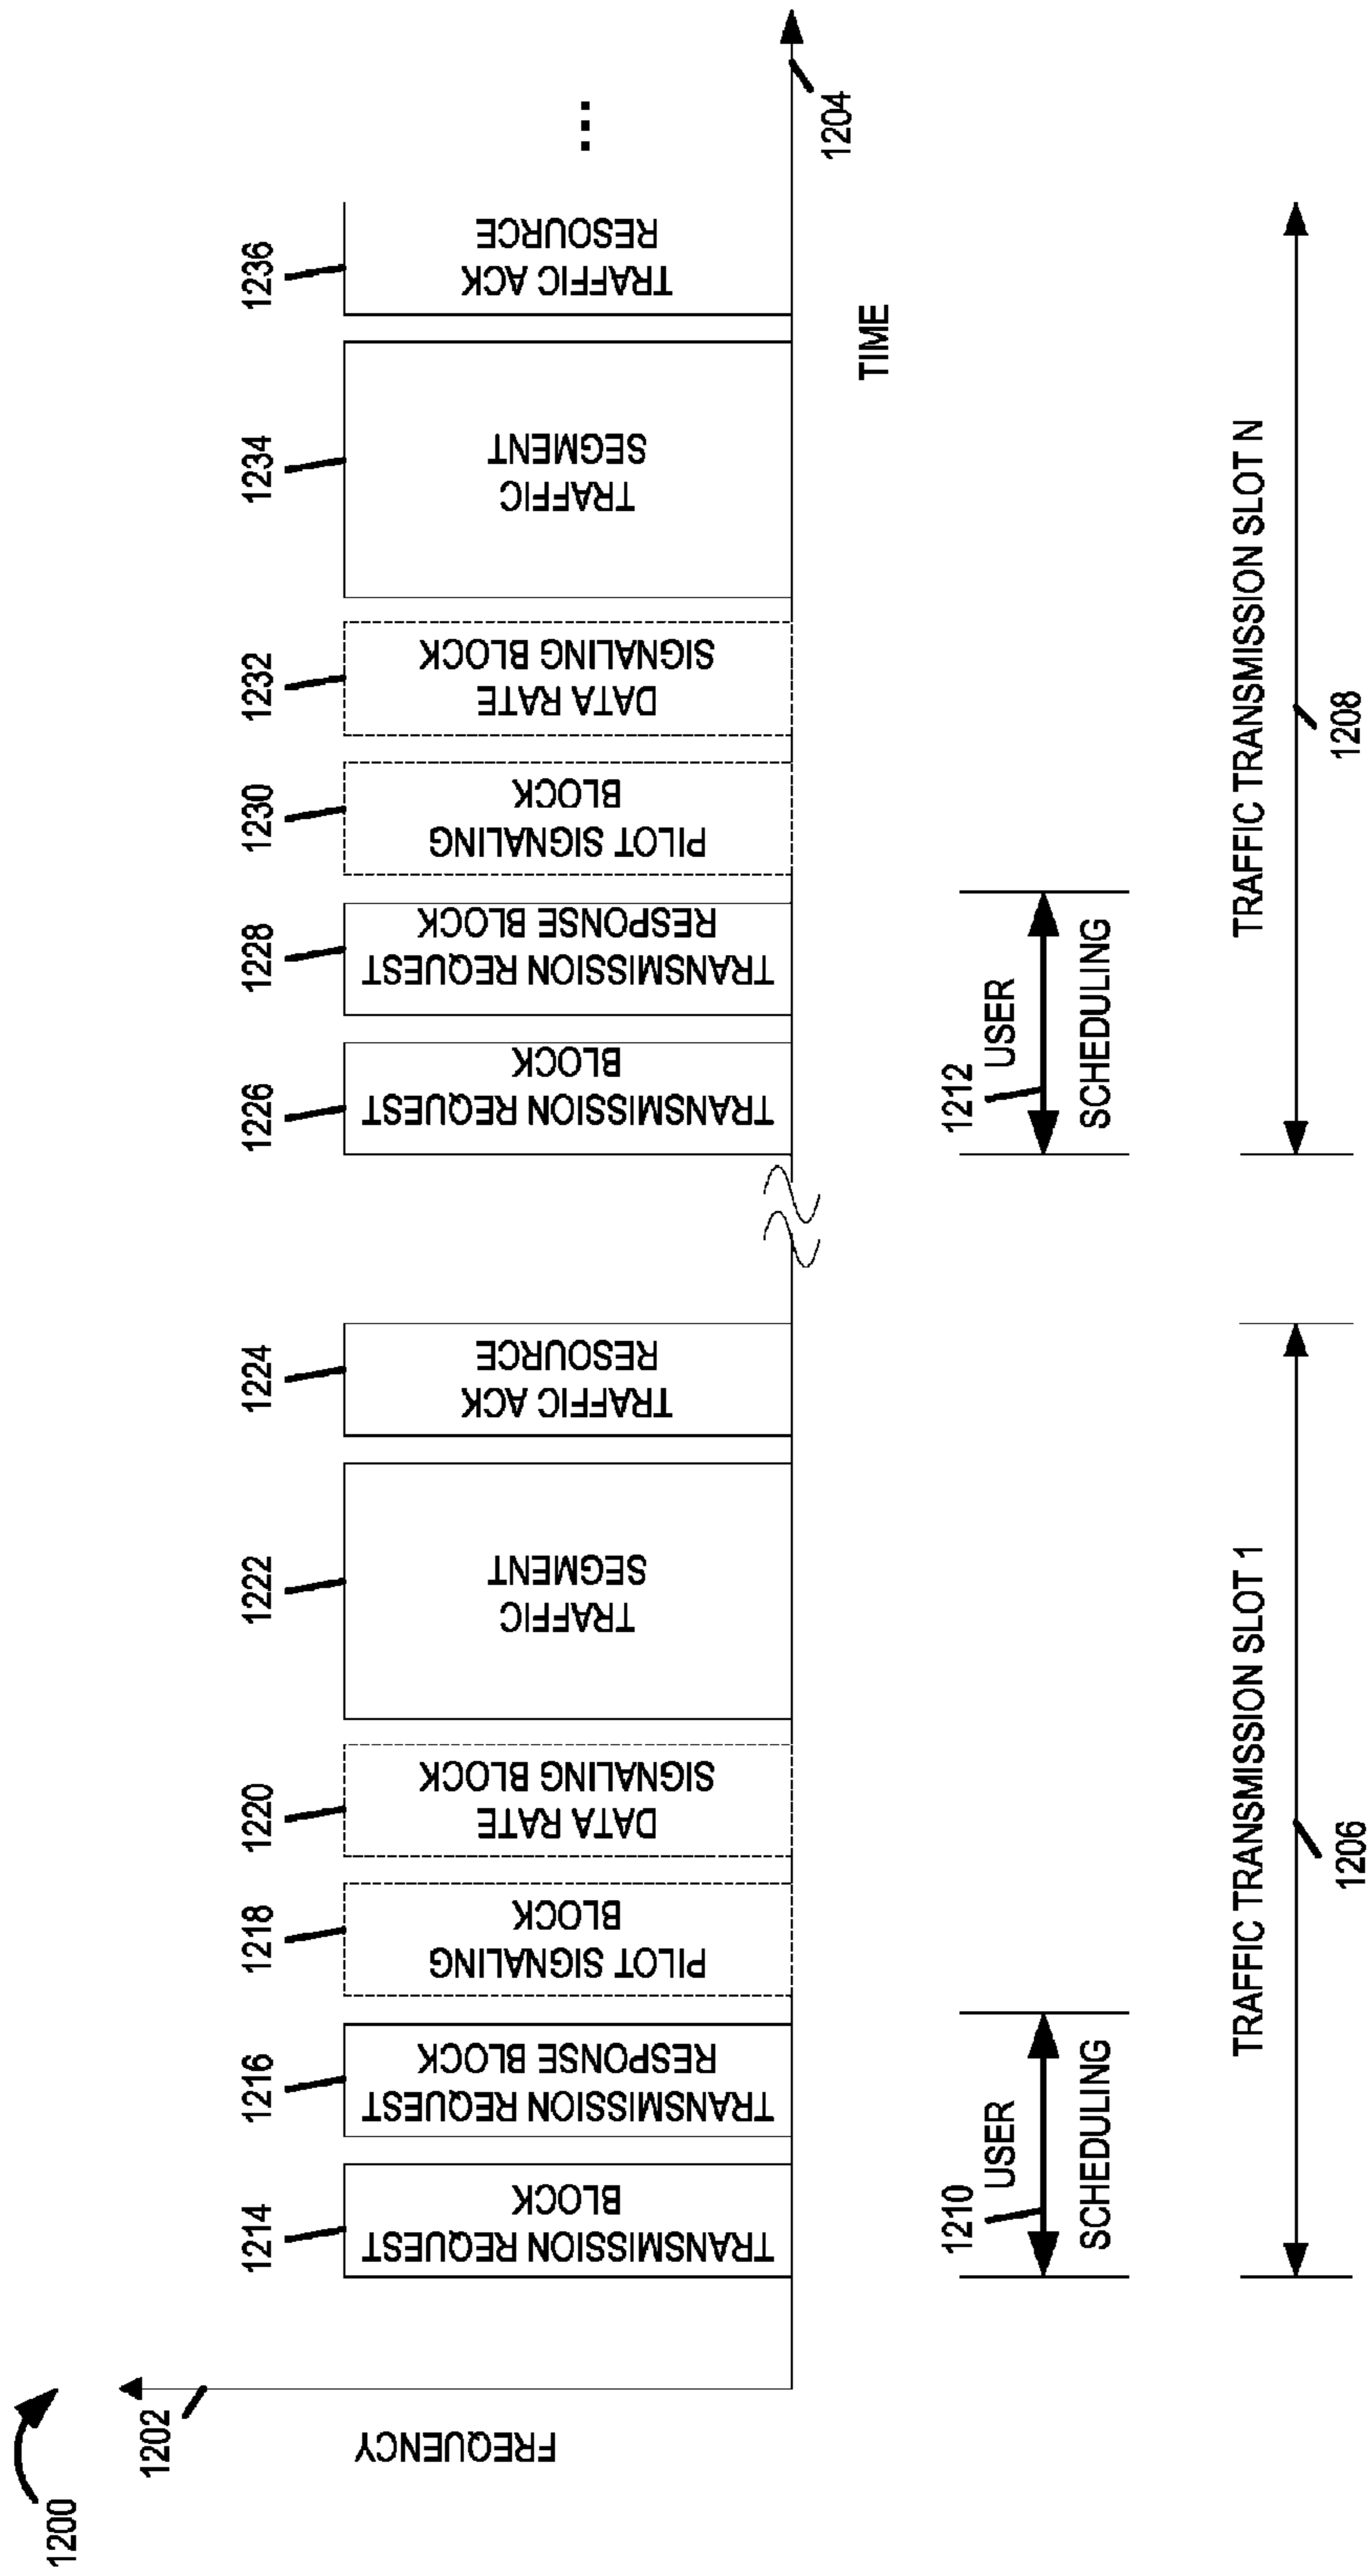 1200
1202
FREQUENCY
1214
TRANSMISSION REQUEST
BLOCK
1216
TRANSMISSION REQUEST
RESPONSE BLOCK
1218
PILOT SIGNALING
BLOCK
1220
DATA RATE
SIGNALING BLOCK
1222
TRAFFIC
SEGMENT
1224
TRAFFIC ACK
RESOURCE
1226
TRANSMISSION REQUEST
BLOCK
1228
TRANSMISSION REQUEST
RESPONSE BLOCK
1230
PILOT SIGNALING
BLOCK
1232
DATA RATE
SIGNALING BLOCK
1234
TRAFFIC
SEGMENT
1236
TRAFFIC ACK
RESOURCE
...
1204
TIME
1210
USER
SCHEDULING
1212
USER
SCHEDULING
TRAFFIC TRANSMISSION SLOT 1
1206
TRAFFIC TRANSMISSION SLOT N
1208